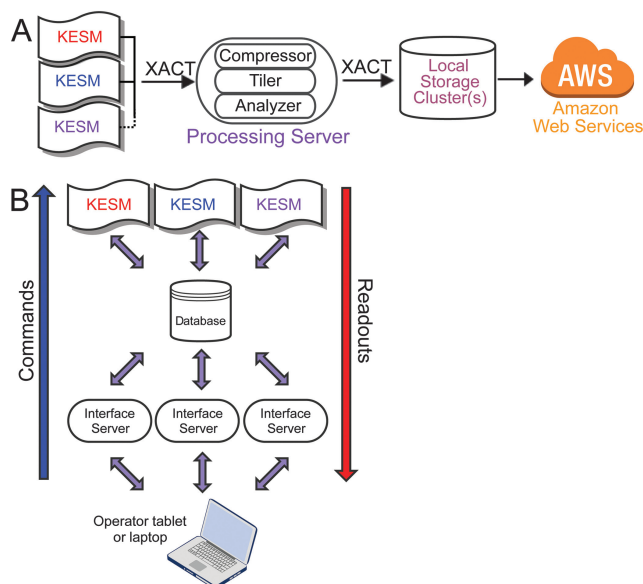 A
KESM
KESM
KESM
XACT
Compressor
Tiler
Analyzer
Processing Server
XACT
Local
Storage
Cluster(s)
AWS
Amazon
Web Services
B
KESM
KESM
KESM
Commands
Readouts
Database
Interface
Server
Interface
Server
Interface
Server
Operator tablet
or laptop